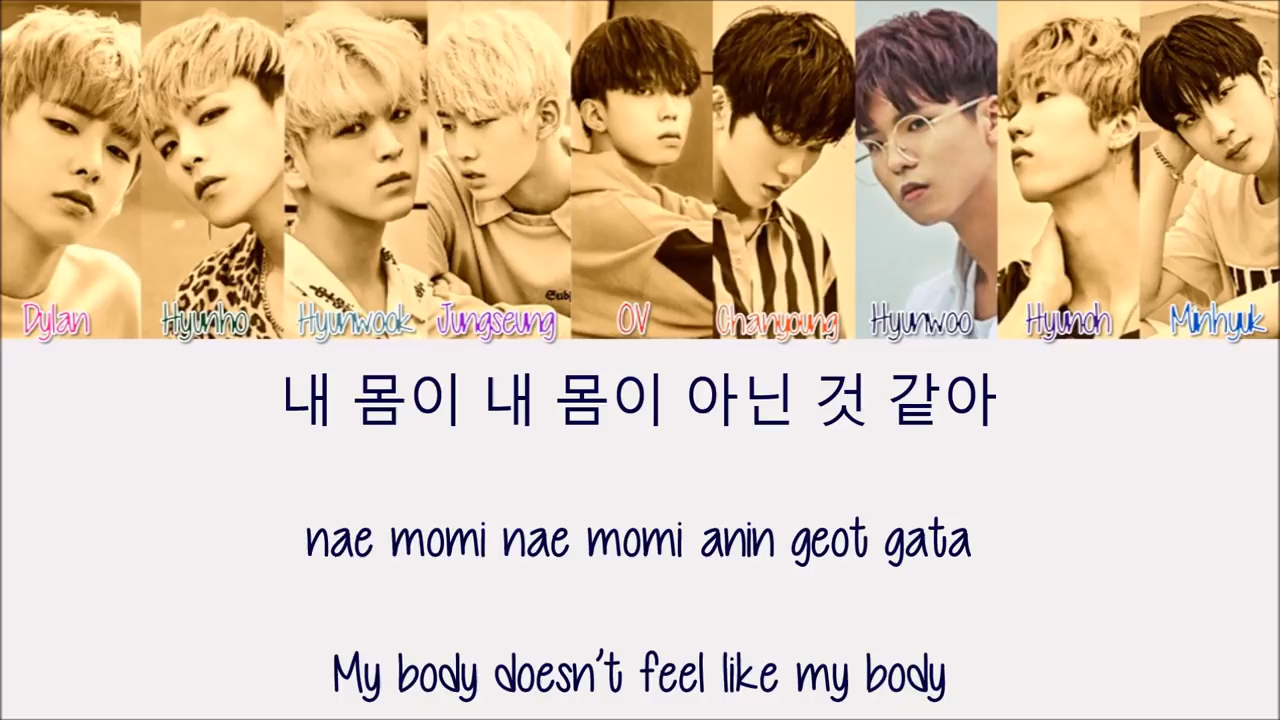 Dylan Hyunho Hyunwook Jungseung OV Chanyoung Hyunwoo Hyunoh Minhyuk
내 몸이 내 몸이 아닌 것 같아
nae momi nae momi anin geot gata
My body doesn't feel like my body